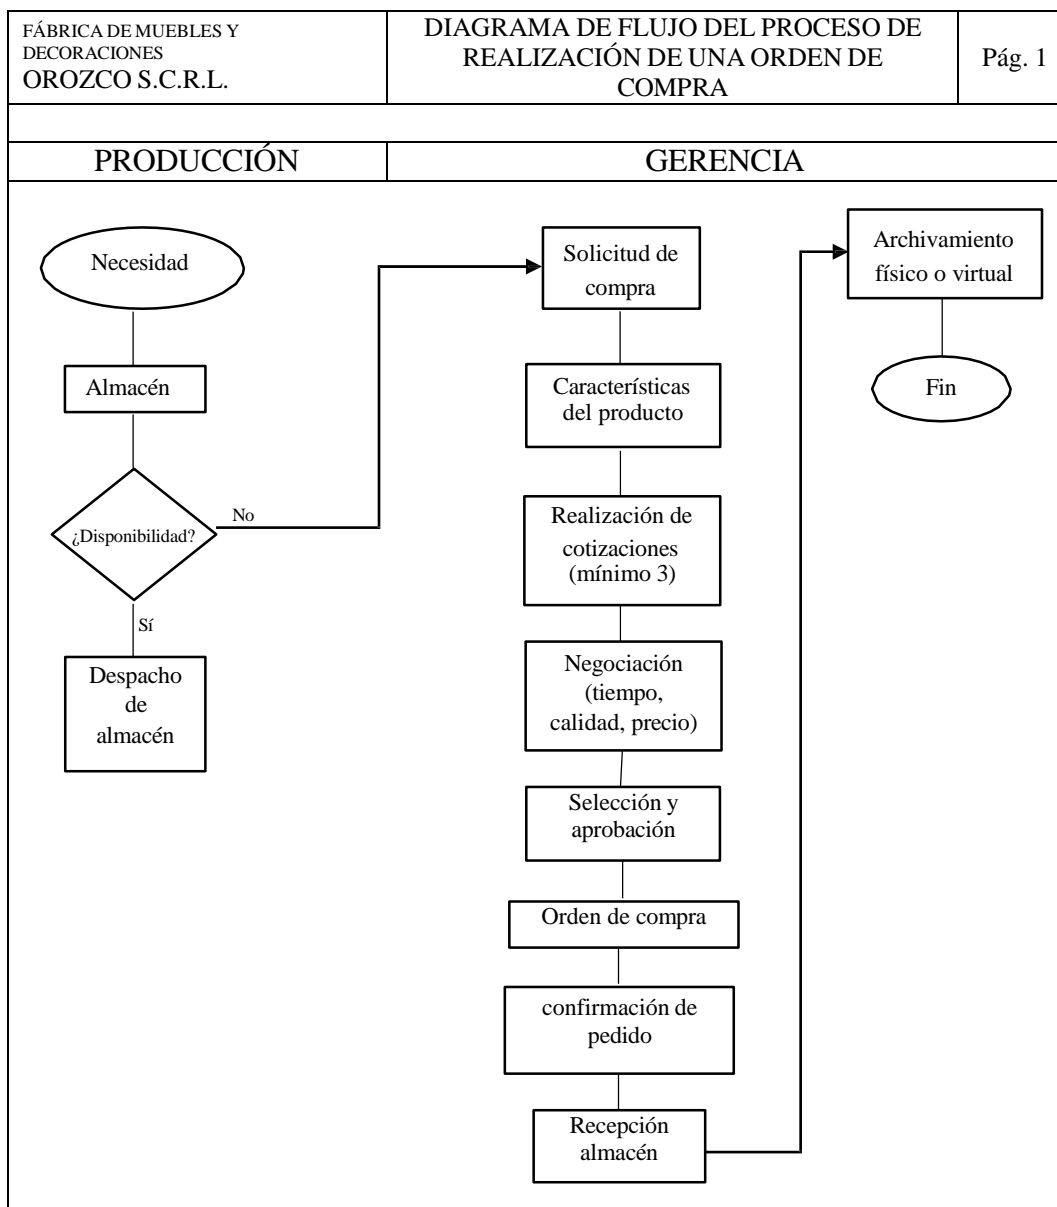 FÁBRICA DE MUEBLES Y
DECORACIONES
OROZCO S.C.R.L.
DIAGRAMA DE FLUJO DEL PROCESO DE
REALIZACIÓN DE UNA ORDEN DE
COMPRA
Pág. 1
PRODUCCIÓN
GERENCIA
Necesidad
Almacén
¿Disponibilidad?
No
Sí
Despacho
de
almacén
Solicitud de
compra
Características
del producto
Realización de
cotizaciones
(mínimo 3)
Negociación
(tiempo,
calidad, precio)
Selección y
aprobación
Orden de compra
confirmación de
pedido
Recepción
almacén
Archivamiento
físico o virtual
Fin